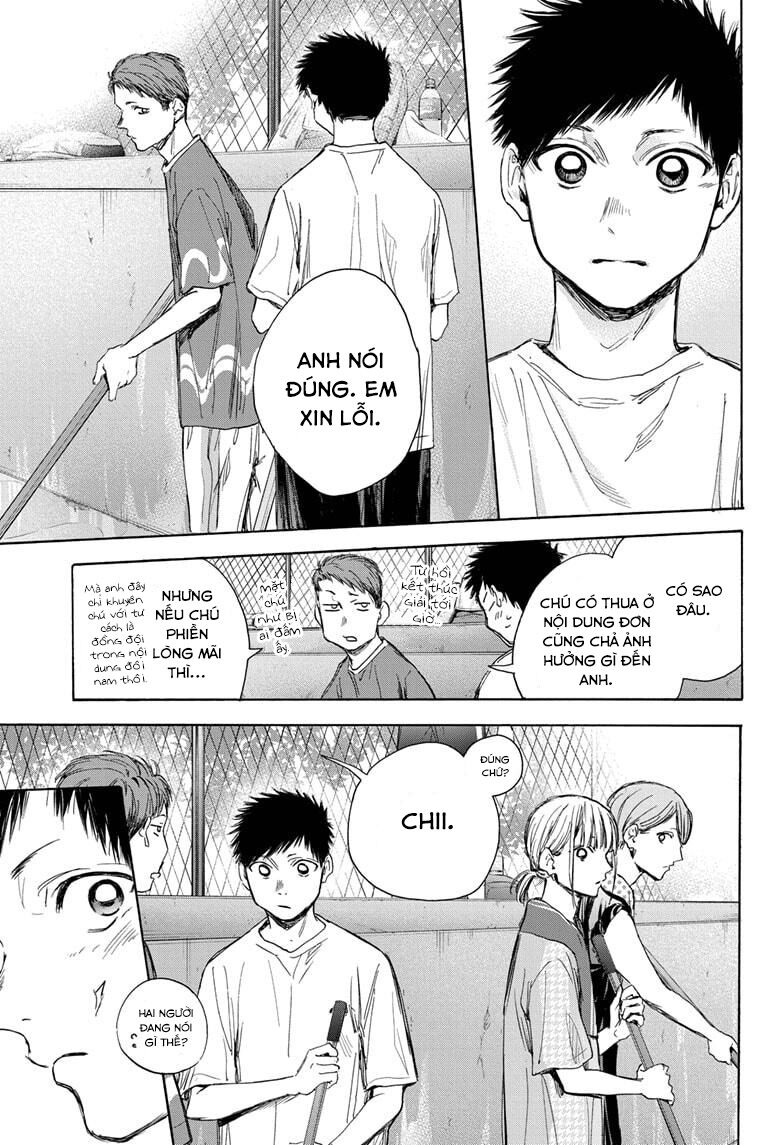 ANH NÓI
ĐÚNG. EM
XIN LỖI.
CÓ SAO
ĐÂU.
CHÚ CÓ THUA Ở
NỘI DUNG ĐƠN
CŨNG CHẢ ẢNH
HƯỞNG GÌ ĐẾN
ANH.
Từ hồi
kết thúc
giải tới
giờ...
mặt
chú
như bị
ai đấm
ấy.
NHƯNG
NẾU CHÚ
PHIỀN
LÒNG MÃI
THÌ...
Mà anh đây
chỉ khuyên
chú với tư
cách là
đồng đội
trong nội
dung đôi
nam thôi.
ĐÚNG
CHỨ?
CHII.
HAI NGƯỜI
ĐANG NÓI
GÌ THẾ?